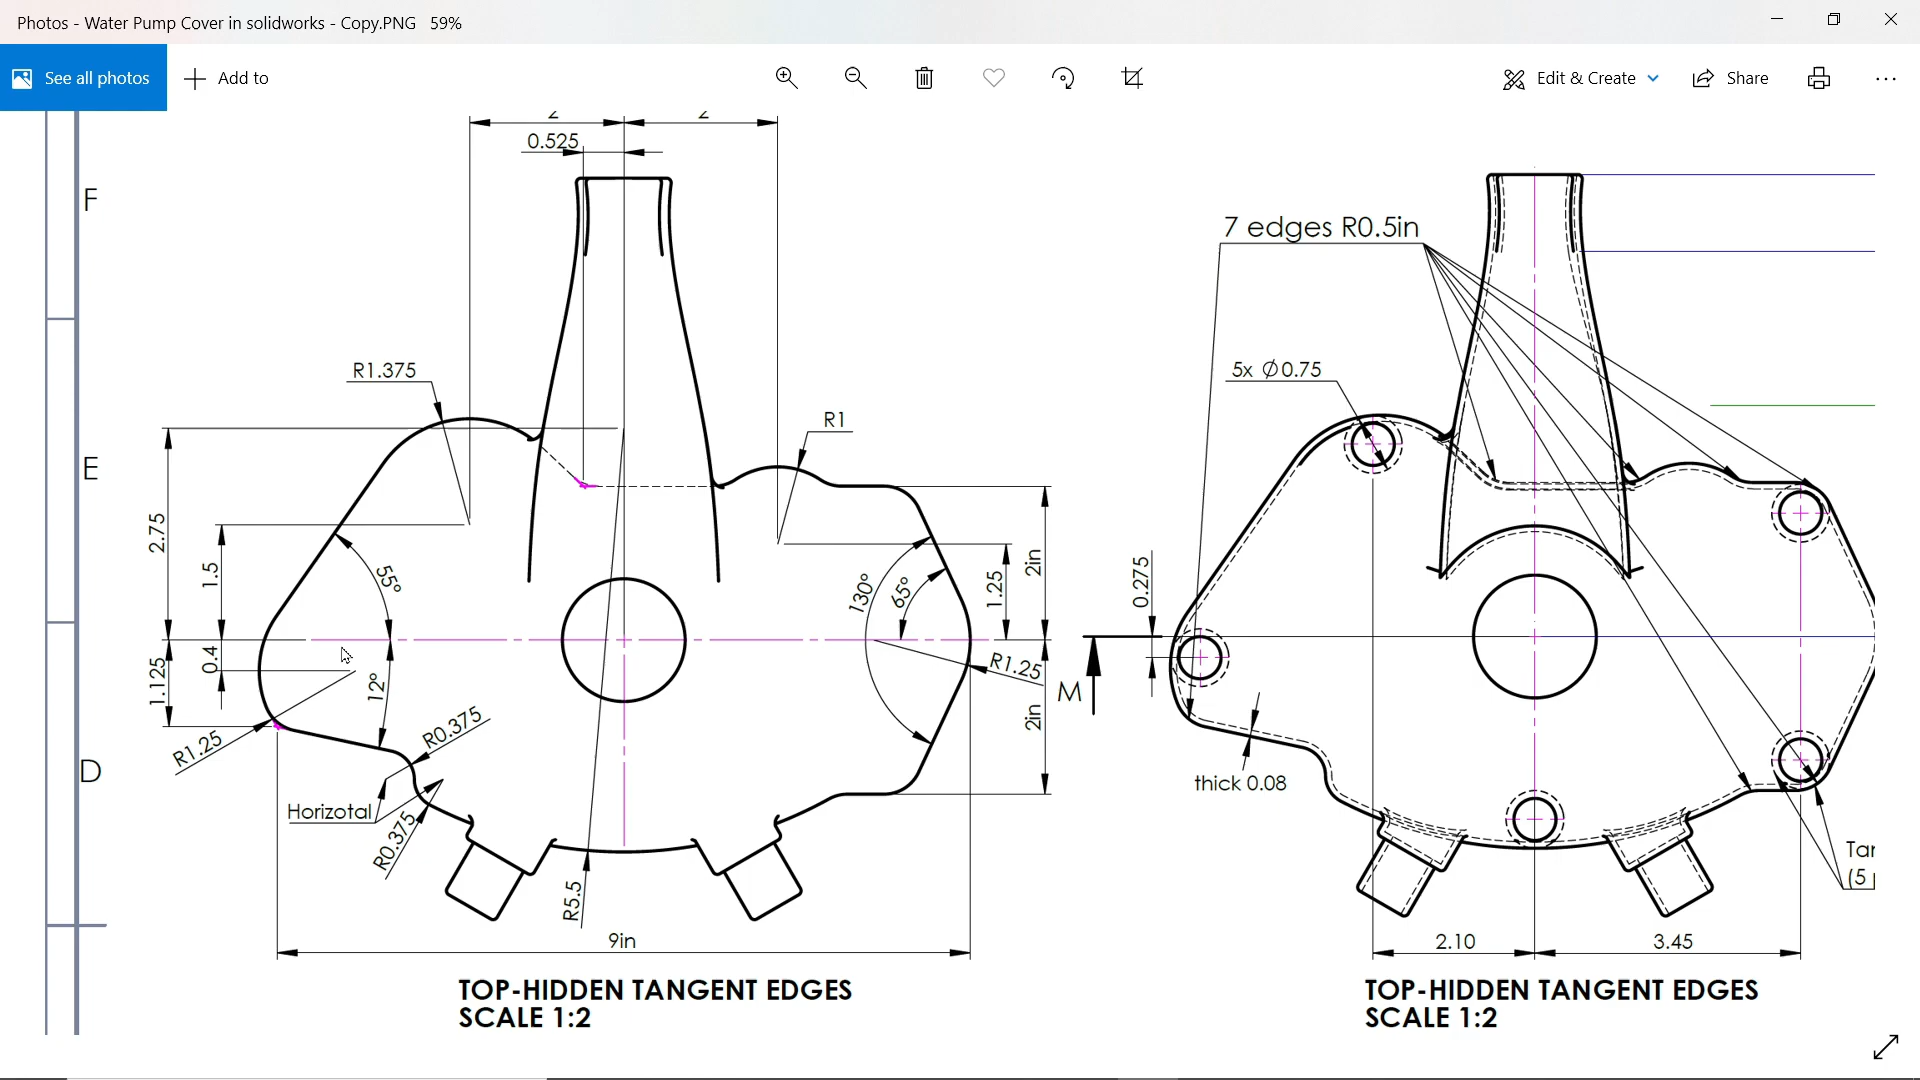 Photos - Water Pump Cover in solidworks - Copy.PNG 59%
See all photos
Add to
Edit & Create
Share
F
E
D
0.525
R1.375
R1
2.75
1.5
55°
0.4
1.125
12°
R1.25
R0.375
Horizotal
R0.375
R5.5
130°
65°
1.25
2in
R1.25
2in
9in
TOP-HIDDEN TANGENT EDGES
SCALE 1:2
7 edges R0.5in
5x ∅0.75
0.275
M
thick 0.08
2.10
3.45
TOP-HIDDEN TANGENT EDGES
SCALE 1:2